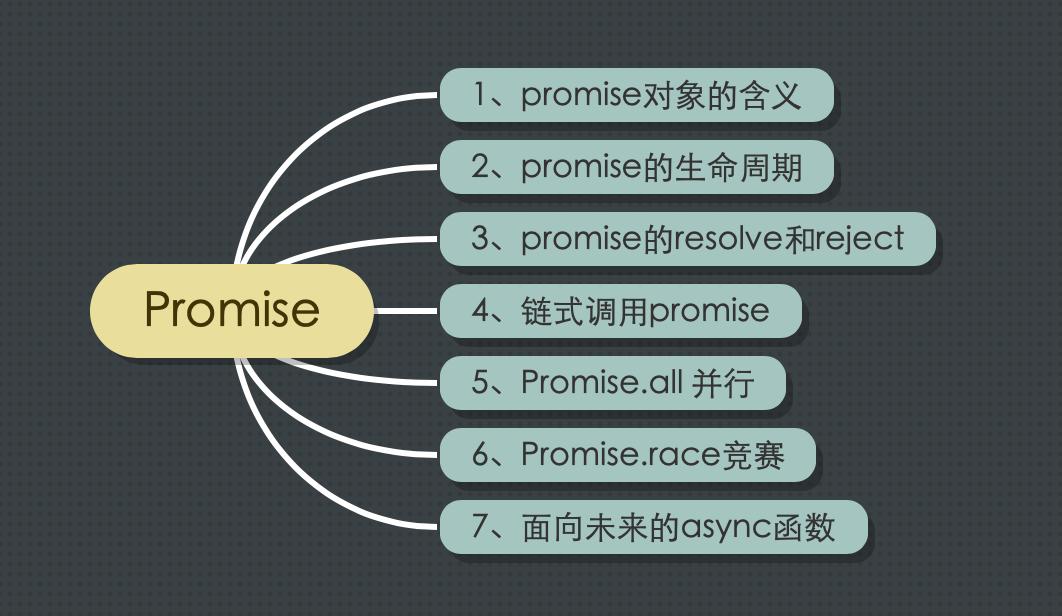 Promise
1、promise对象的含义
2、promise的生命周期
3、promise的resolve和reject
4、链式调用promise
5、Promise.all 并行
6、Promise.race竞赛
7、面向未来的async函数